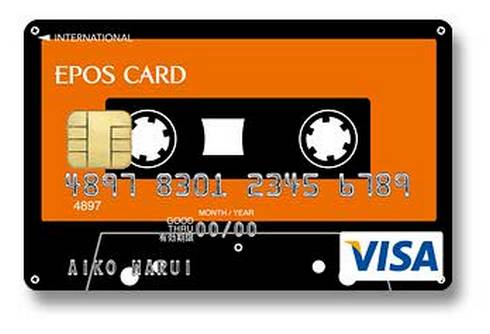 INTERNATIONAL
EPOS CARD
4897 8301 2345 6789
4897
MONTH / YEAR
GOOD
THRU 00/00
有効期限
AIKO MARUI
VISA